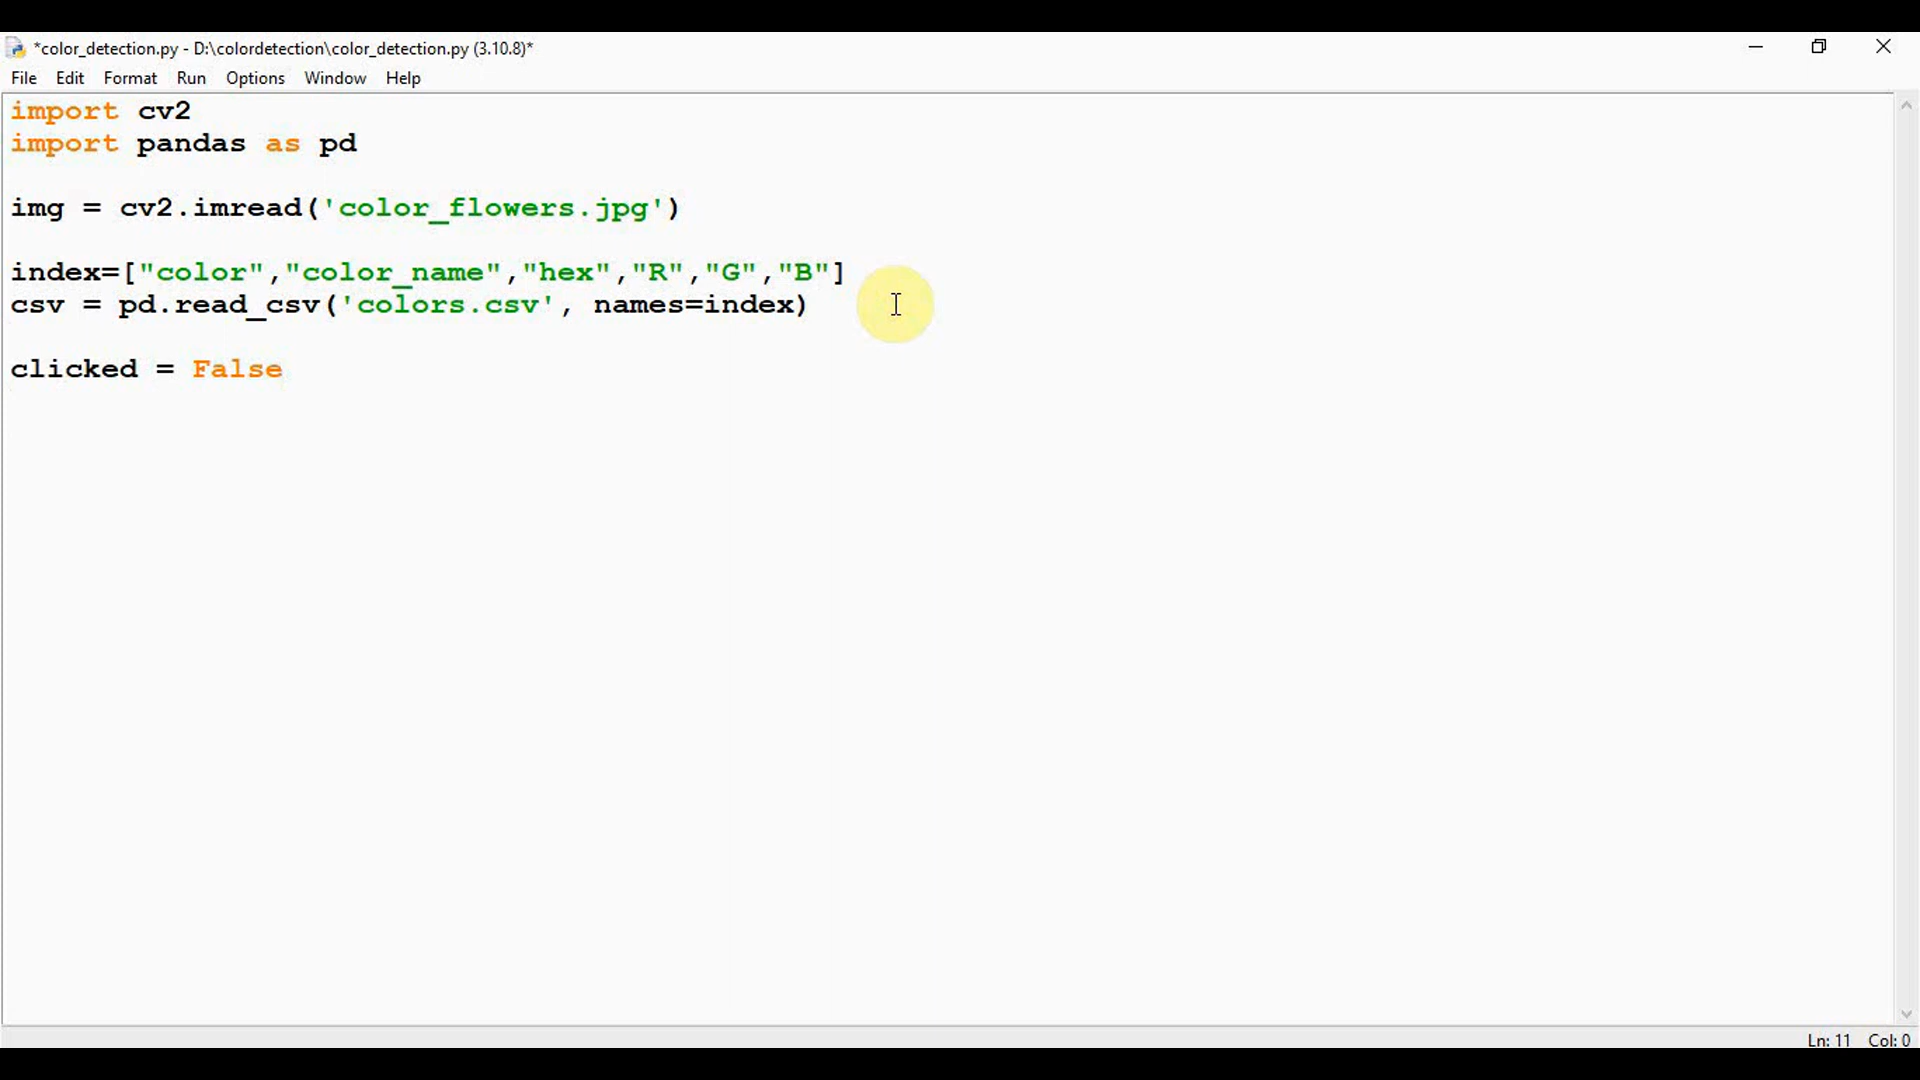 *color_detection.py - D:\colordetection\color_detection.py (3.10.8)*
File Edit Format Run Options Window Help
import cv2
import pandas as pd
img = cv2.imread('color_flowers.jpg')
index=["color","color_name","hex","R","G","B"]
csv = pd.read_csv('colors.csv', names=index)
clicked = False
Ln: 11 Col: 0